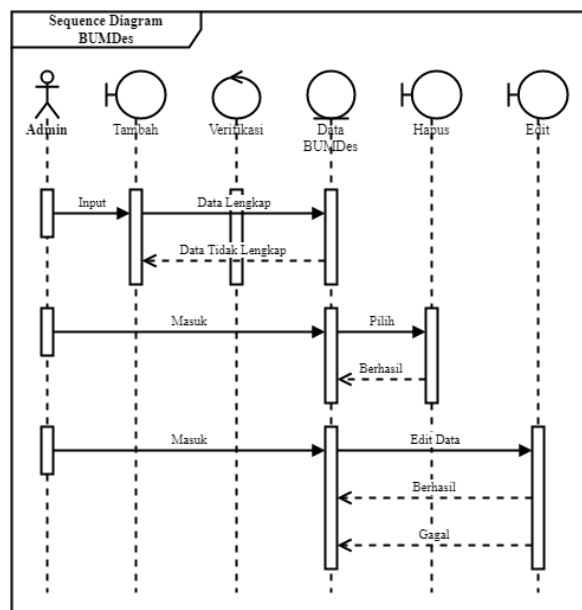 Sequence Diagram
BUMDes
Admin
Tambah
Verifikasi
Data
BUMDes
Hapus
Edit
Input
Data Lengkap
Data Tidak Lengkap
Masuk
Pilih
Berhasil
Masuk
Edit Data
Berhasil
Gagal